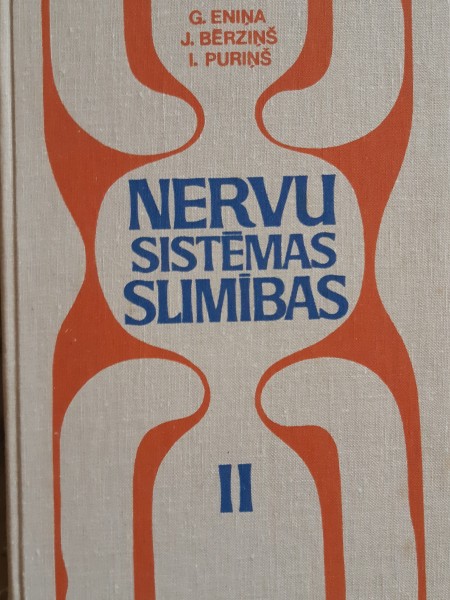 G. ENIŅA
J. BĒRZIŅŠ
I. PURIŅŠ
NERVU
SISTĒMAS
SLIMĪBAS
II